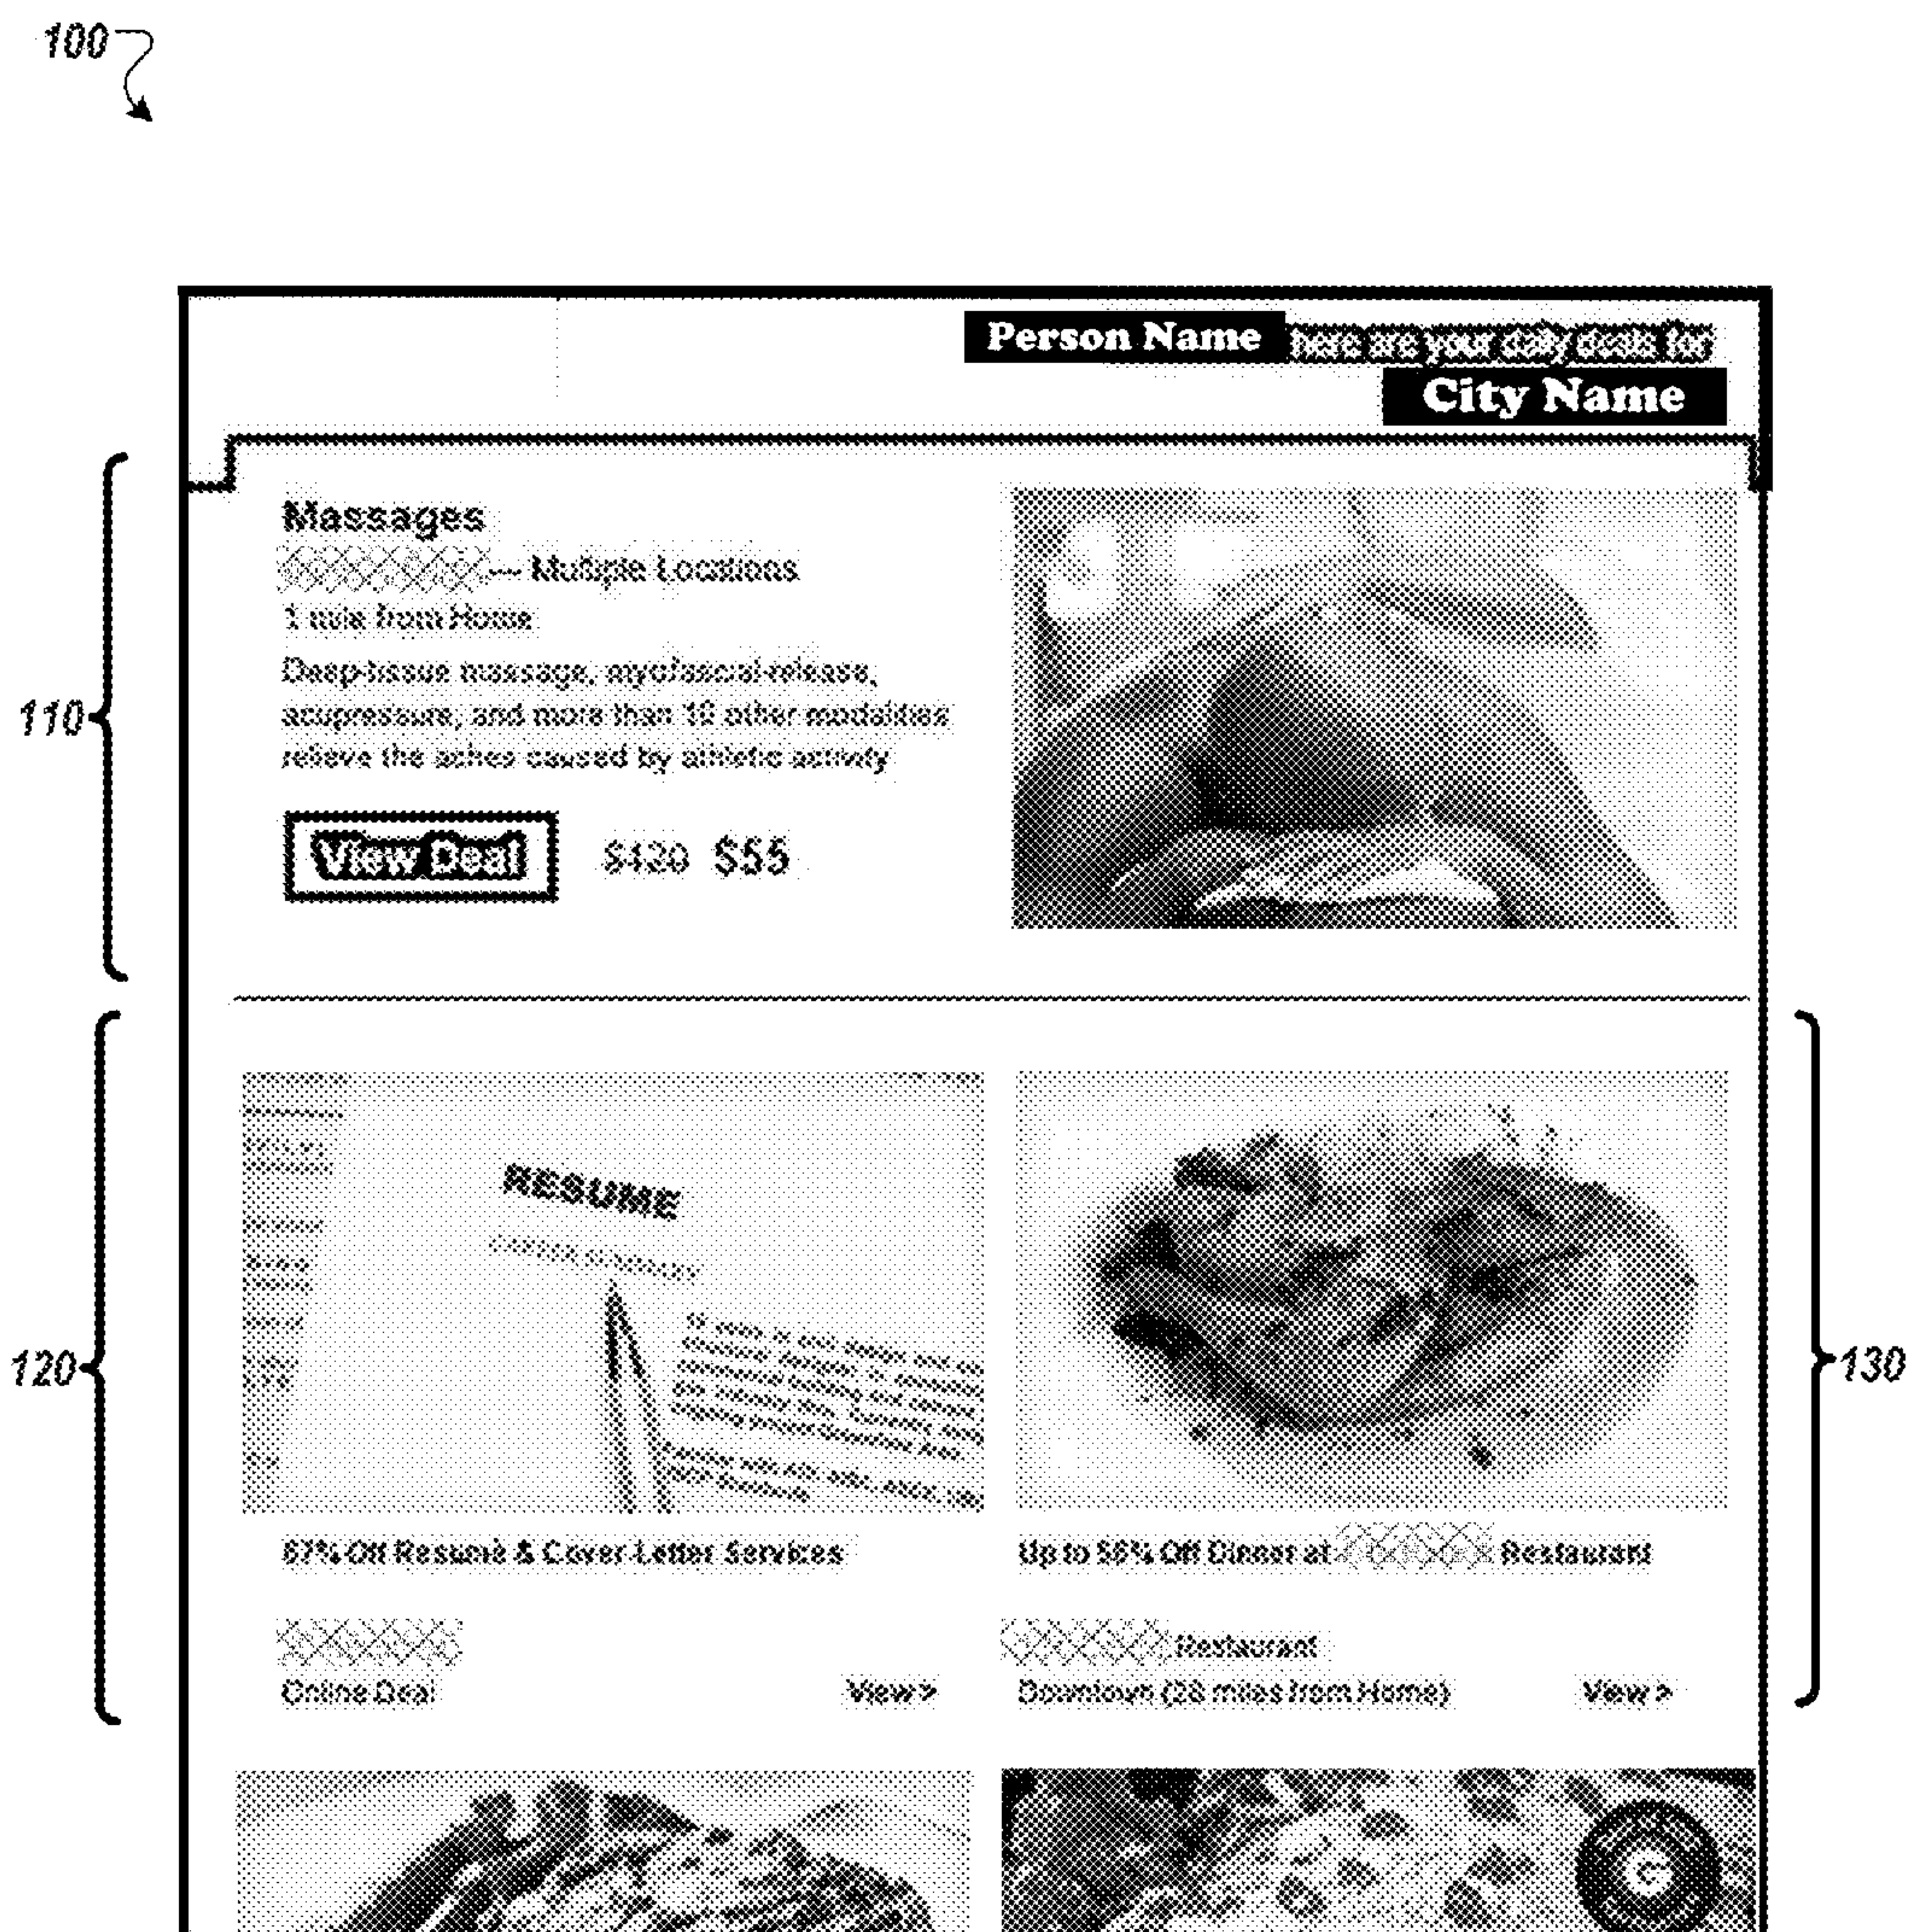 100
Person Name here are your daily deals for
City Name
110
Massages
— Multiple Locations
1 mile from Home
Deep-tissue massage, myofascial-release,
acupressure, and more than 10 other modalities
relieve the aches caused by athletic activity
View Deal $120 $55
120
130
RESUME
67% Off Resumè & Cover-Letter Services
Up to 56% Off Dinner at Restaurant
Restaurant
Online Deal View >
Downtown (28 miles from Home) View >
G